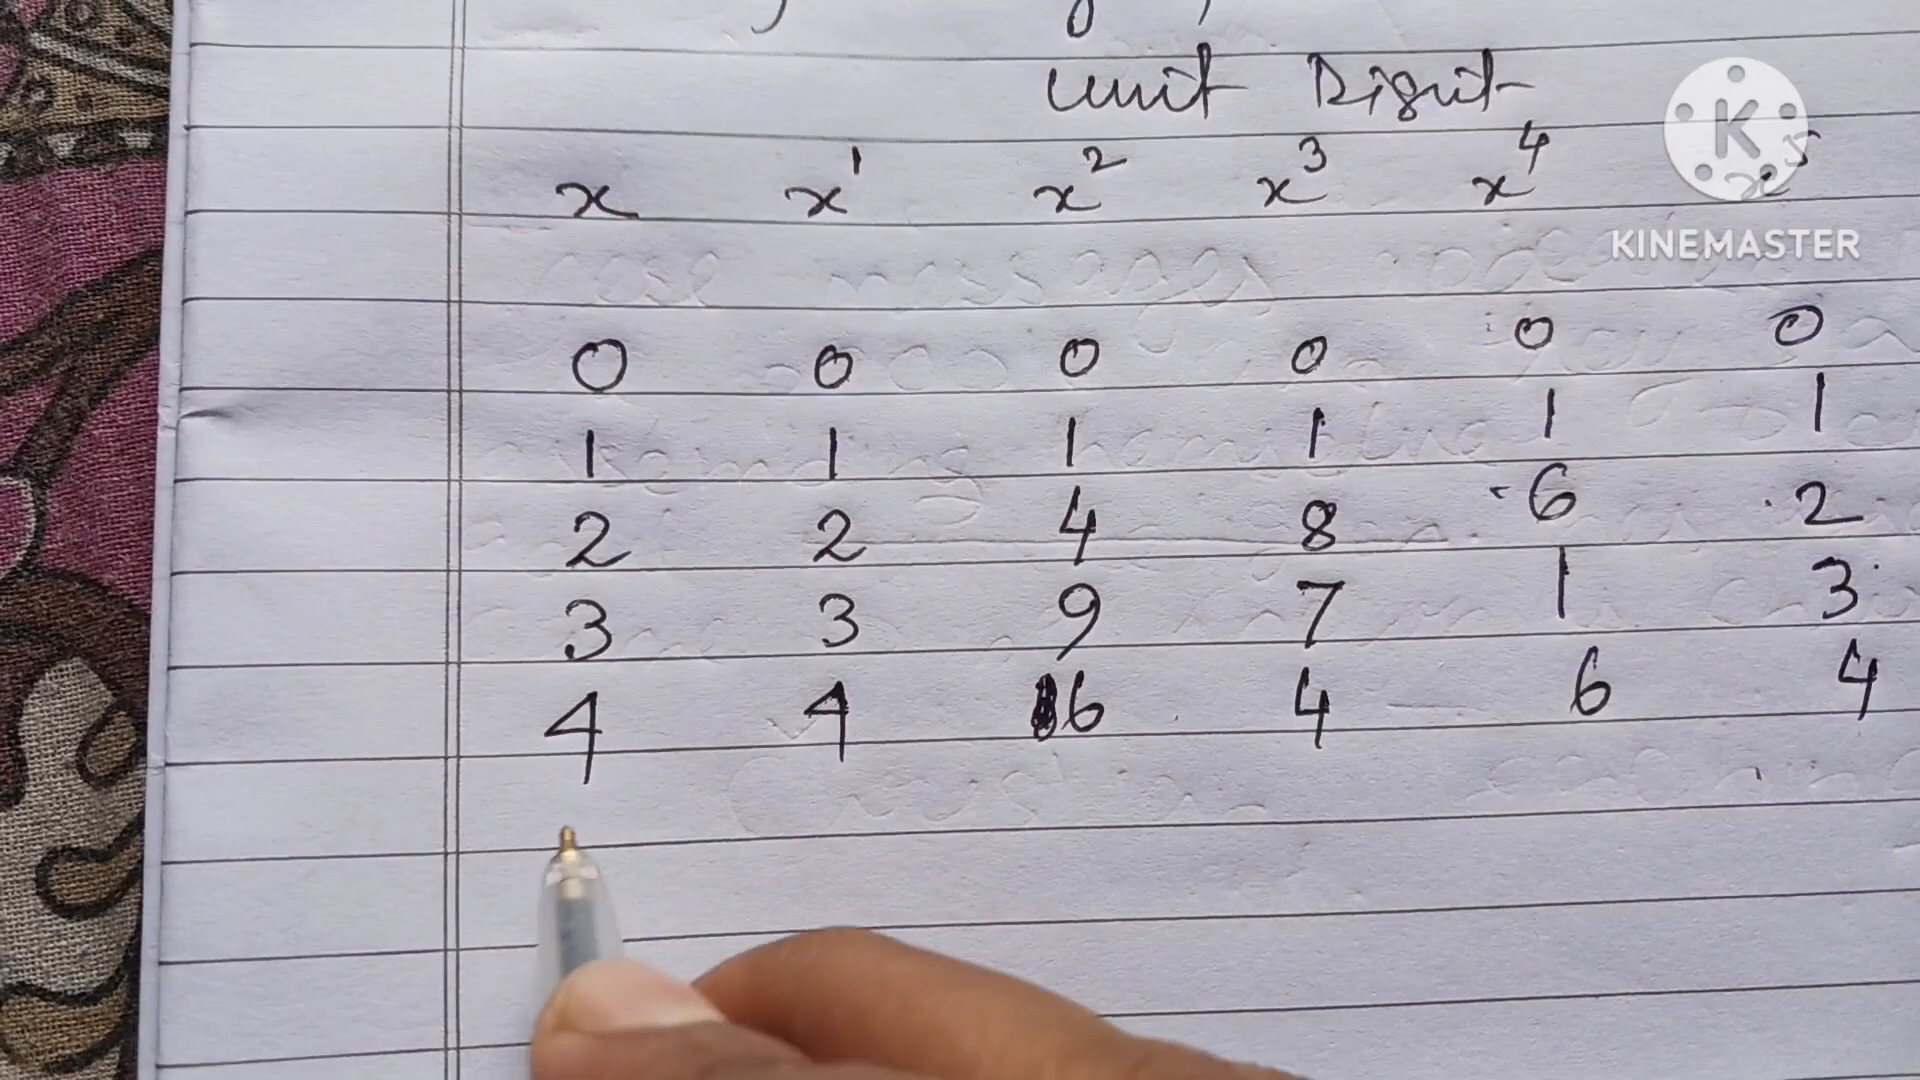 Unit Digit
x x¹ x² x³ x⁴ x⁵
K
KINEMASTER
0 0 0 0 0 0
1 1 1 1 1 1
2 2 4 8 6 2
3 3 9 7 1 3
4 4 6 4 6 4